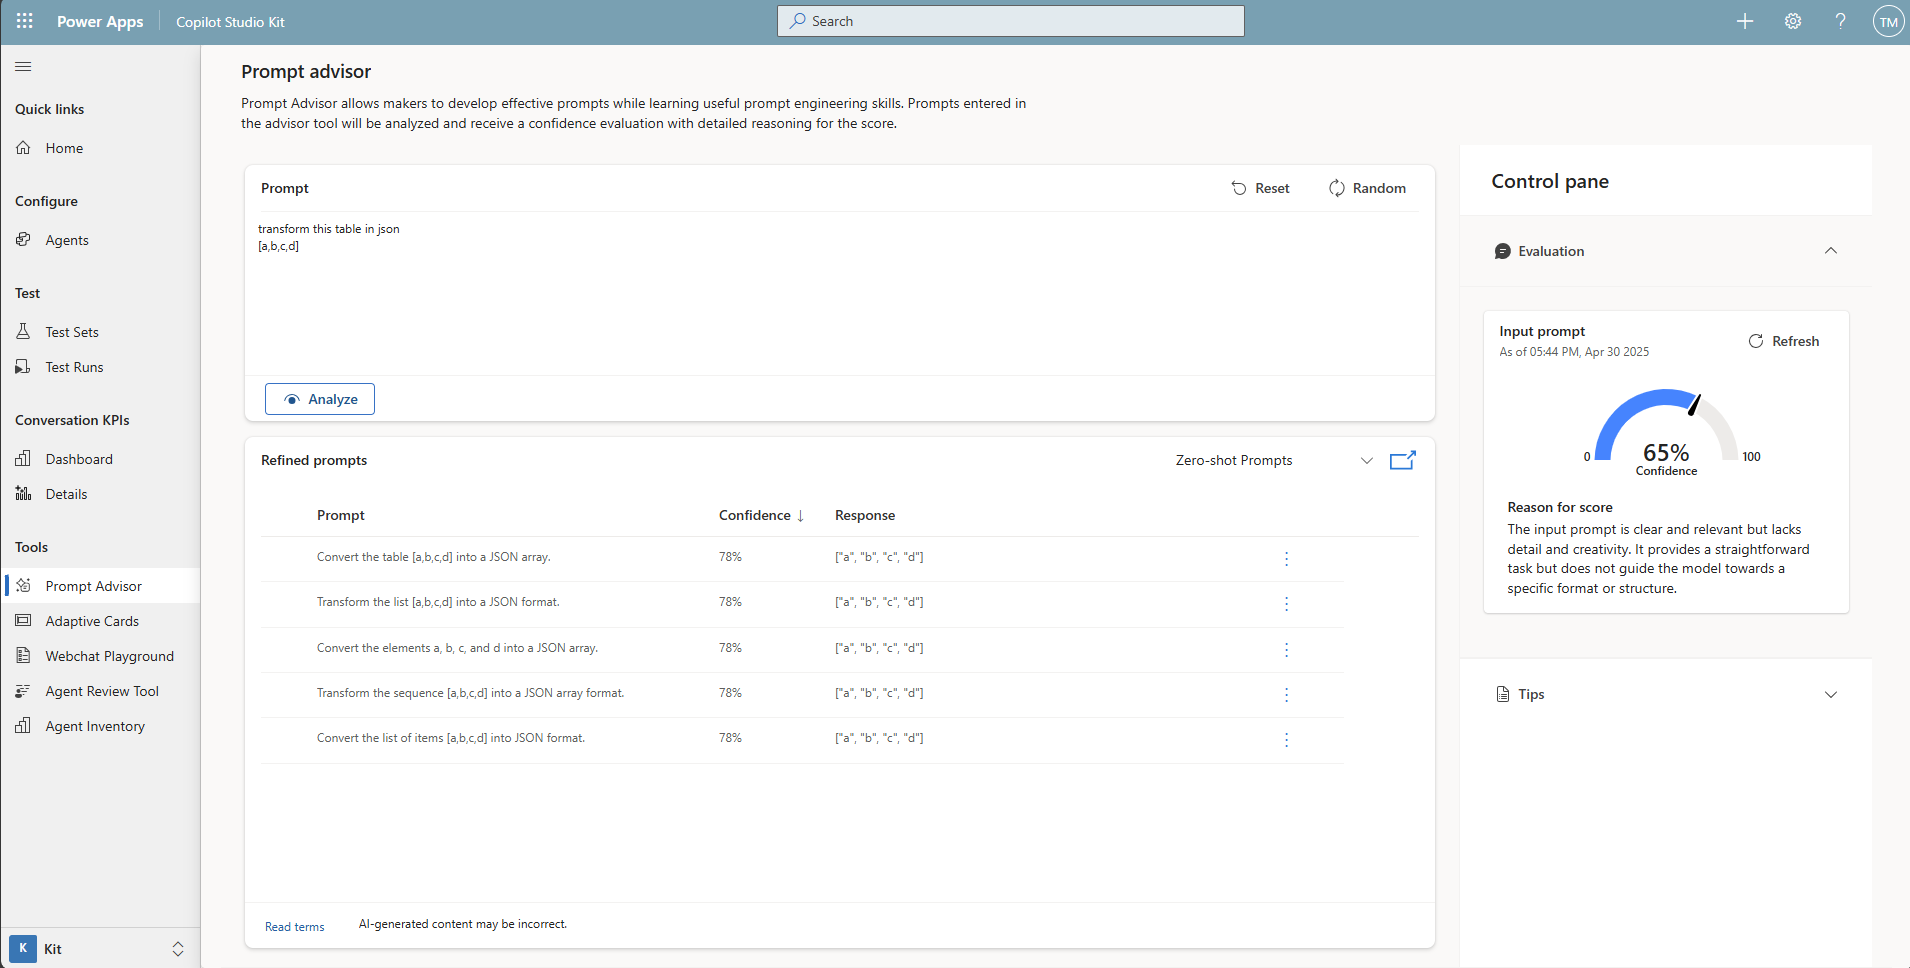 Power Apps
Copilot Studio Kit
Search
TM
Quick links
Home
Configure
Agents
Test
Test Sets
Test Runs
Conversation KPIs
Dashboard
Details
Tools
Prompt Advisor
Adaptive Cards
Webchat Playground
Agent Review Tool
Agent Inventory
K Kit
Prompt advisor
Prompt Advisor allows makers to develop effective prompts while learning useful prompt engineering skills. Prompts entered in
the advisor tool will be analyzed and receive a confidence evaluation with detailed reasoning for the score.
Prompt
Reset
Random
transform this table in json
[a,b,c,d]
Analyze
Refined prompts
Zero-shot Prompts
Prompt Confidence ↓ Response
Convert the table [a,b,c,d] into a JSON array. 78% ["a", "b", "c", "d"]
Transform the list [a,b,c,d] into a JSON format. 78% ["a", "b", "c", "d"]
Convert the elements a, b, c, and d into a JSON array. 78% ["a", "b", "c", "d"]
Transform the sequence [a,b,c,d] into a JSON array format. 78% ["a", "b", "c", "d"]
Convert the list of items [a,b,c,d] into JSON format. 78% ["a", "b", "c", "d"]
Read terms
AI-generated content may be incorrect.
Control pane
Evaluation
Input prompt
As of 05:44 PM, Apr 30 2025
Refresh
0 65% 100
Confidence
Reason for score
The input prompt is clear and relevant but lacks
detail and creativity. It provides a straightforward
task but does not guide the model towards a
specific format or structure.
Tips